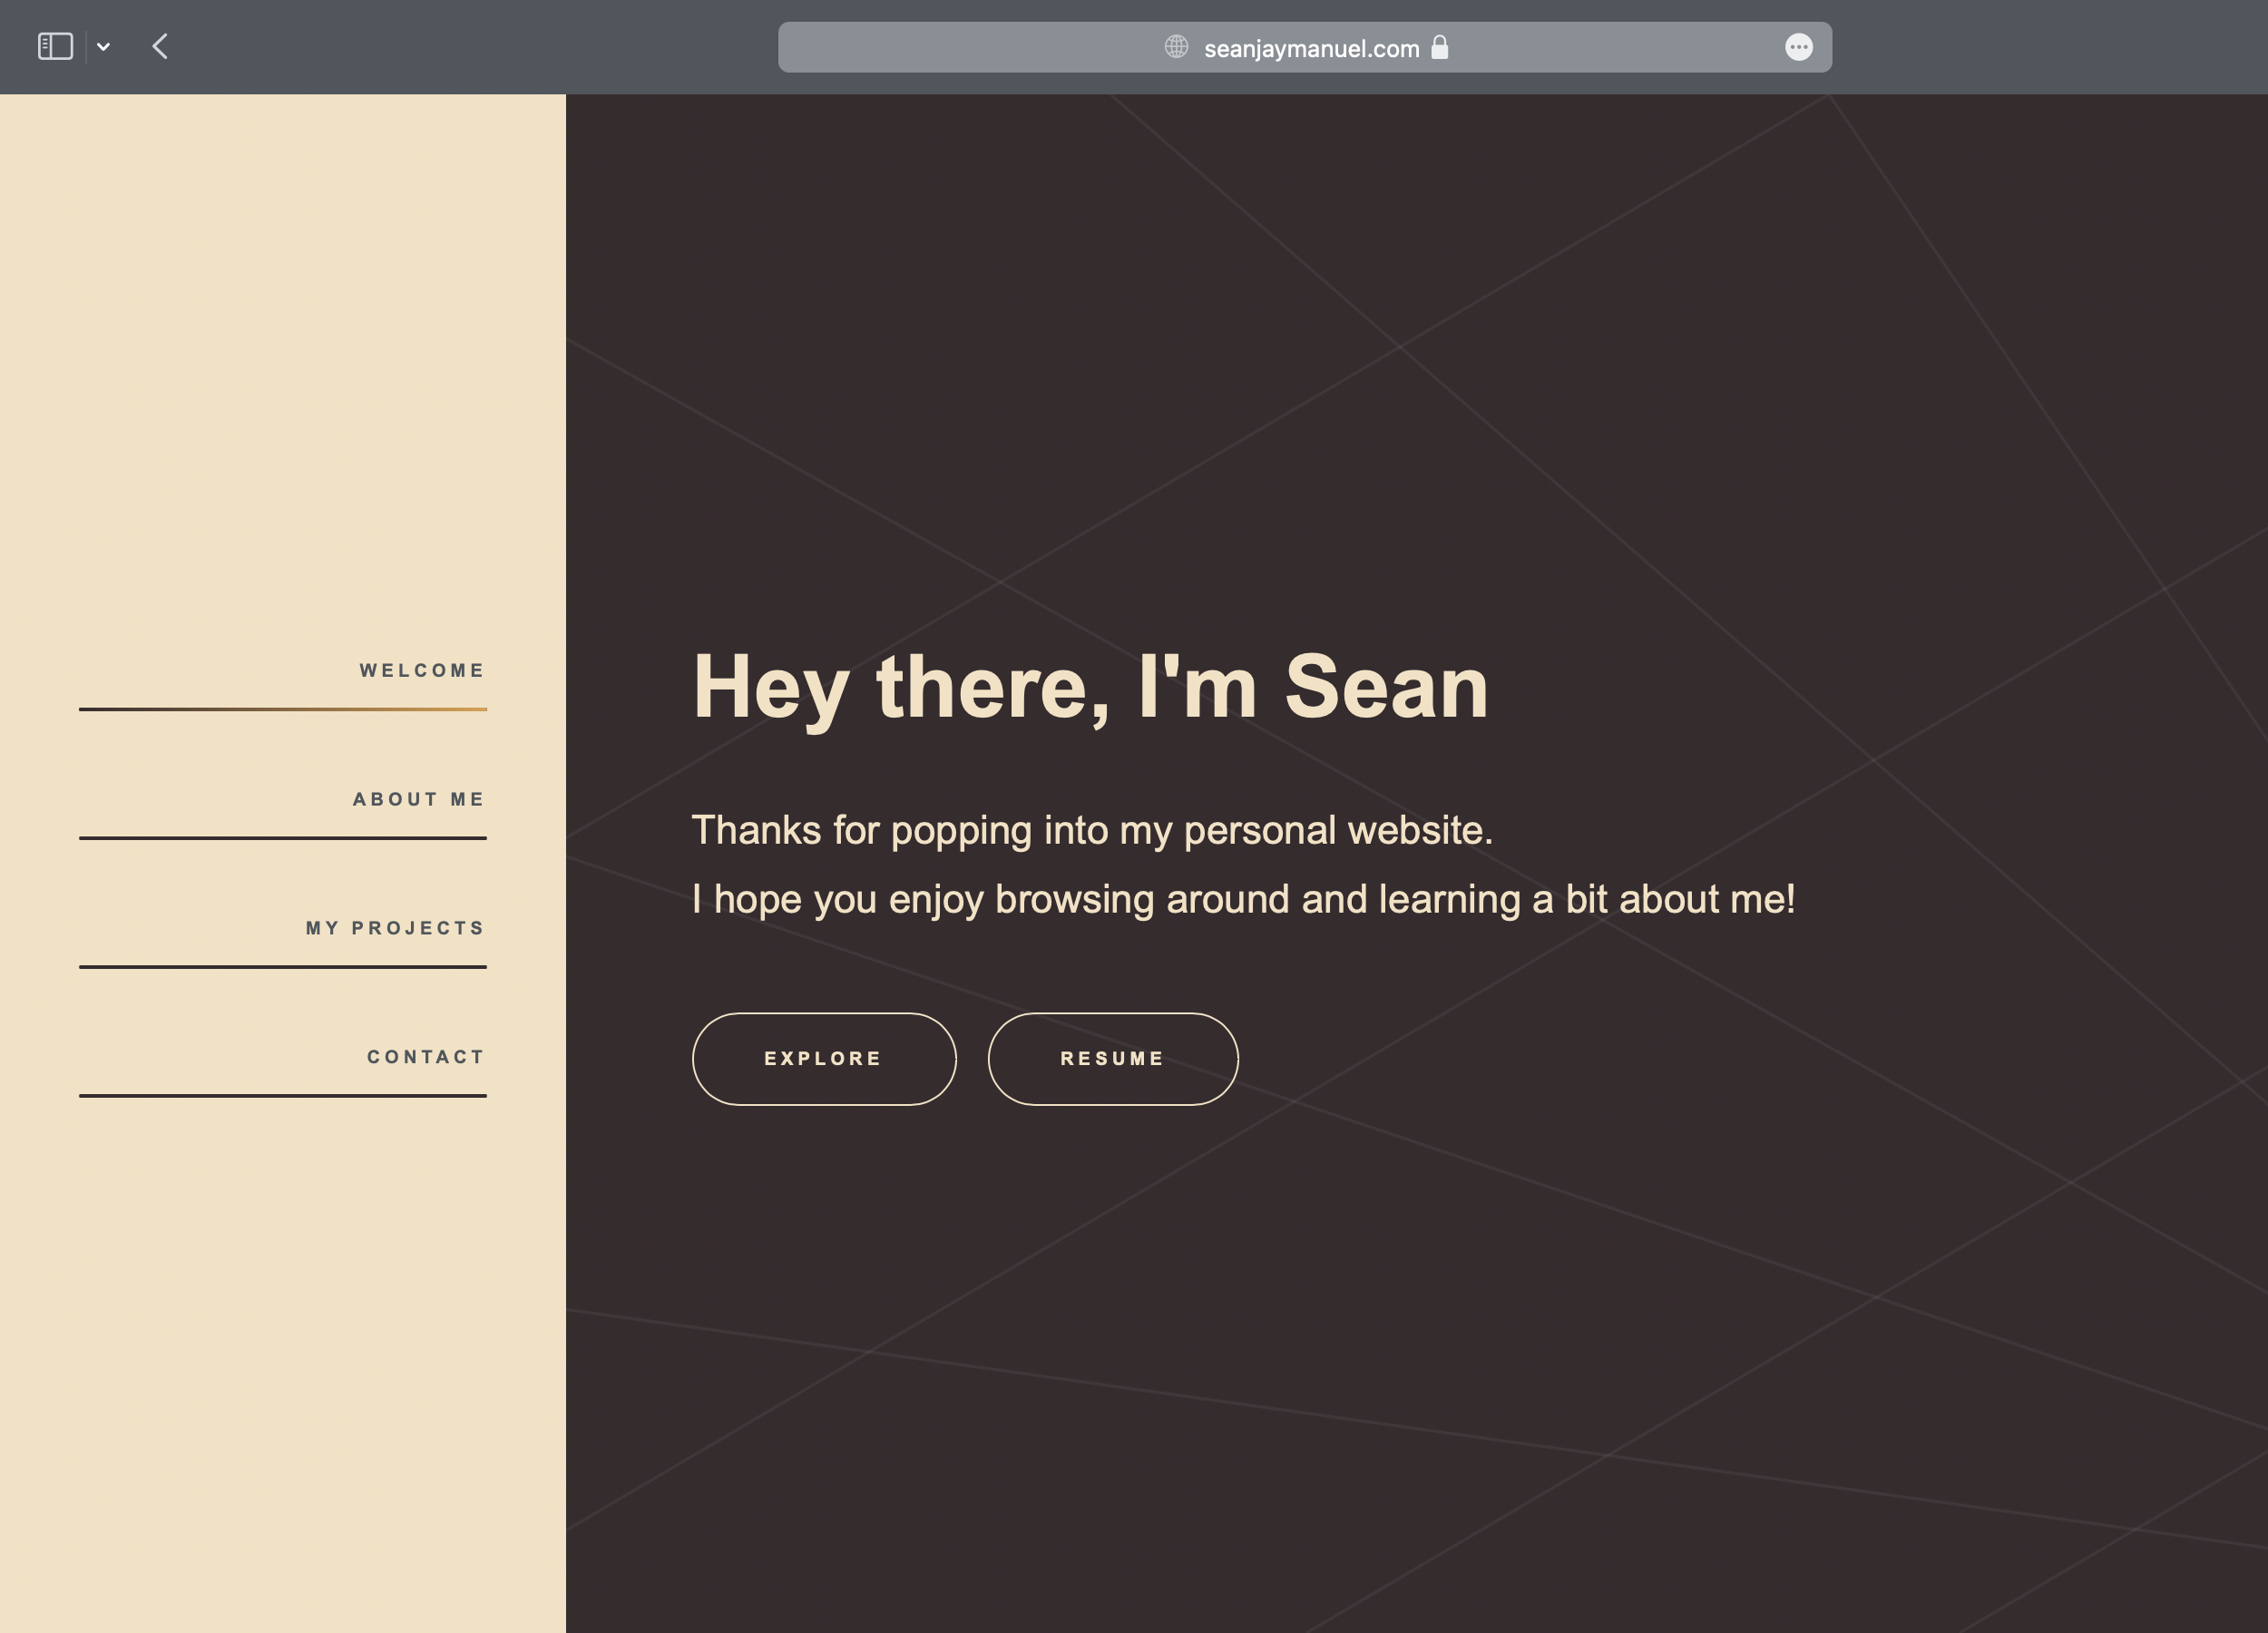 seanjaymanuel.com
WELCOME
ABOUT ME
MY PROJECTS
CONTACT
Hey there, I'm Sean
Thanks for popping into my personal website.
I hope you enjoy browsing around and learning a bit about me!
EXPLORE
RESUME